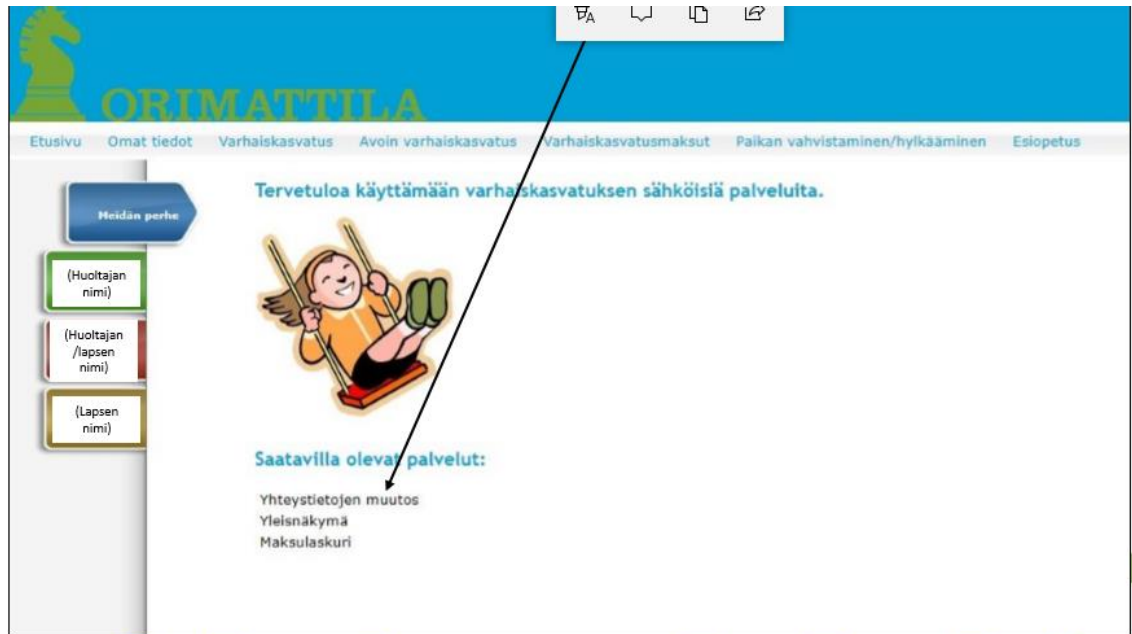 ORIMATTILA
Etusivu Omat tiedot Varhaiskasvatus Avoin varhaiskasvatus Varhaiskasvatusmaksut Paikan vahvistaminen/hylkääminen Esiopetus
Tervetuloa käyttämään varhaiskasvatuksen sähköisiä palveluita.
Meidän perhe
(Huoltajan
nimi)
(Huoltajan
/lapsen
nimi)
(Lapsen
nimi)
Saatavilla olevat palvelut:
Yhteystietojen muutos
Yleisnäkymä
Maksulaskuri